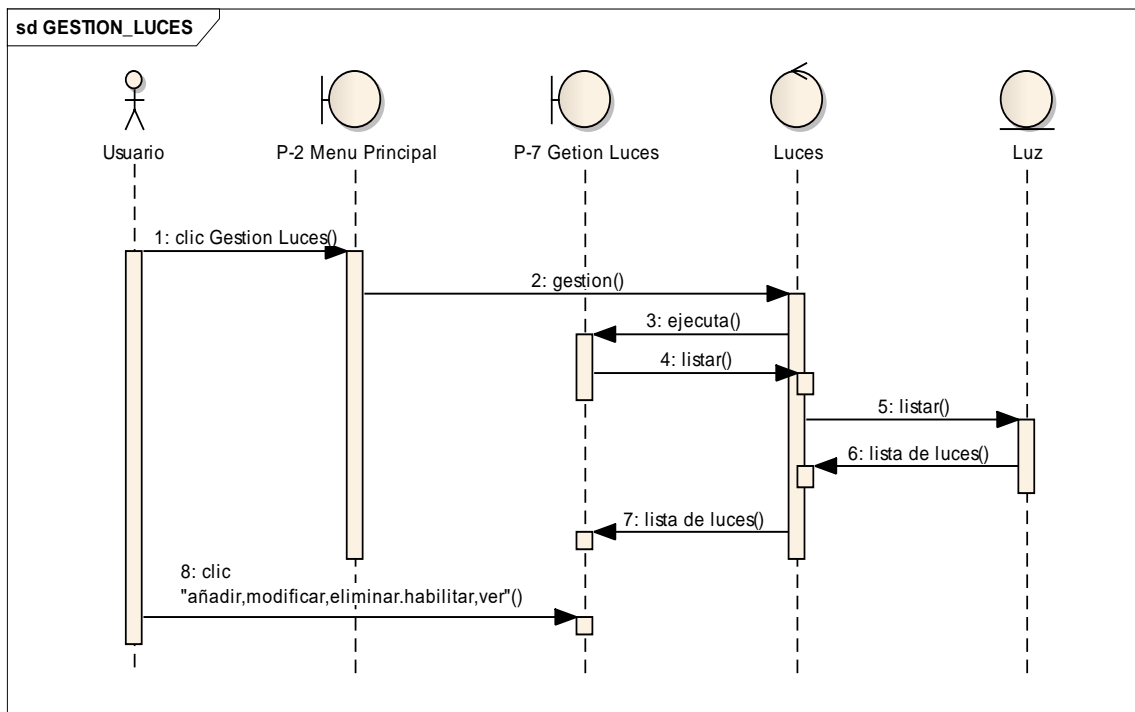 sd GESTION_LUCES
Usuario
P-2 Menu Principal
P-7 Getion Luces
Luces
Luz
1: clic Gestion Luces()
2: gestion()
3: ejecuta()
4: listar()
5: listar()
6: lista de luces()
7: lista de luces()
8: clic
"añadir,modificar,eliminar.habilitar,ver"()